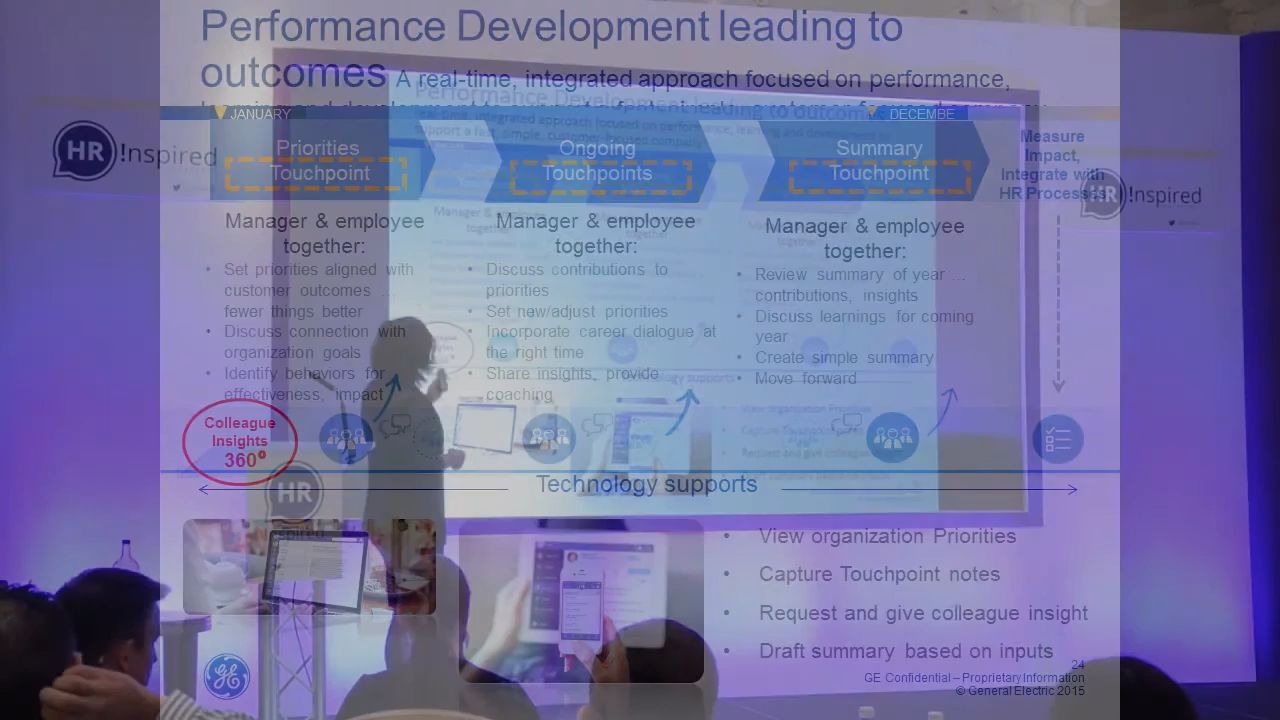 Performance Development leading to
outcomes A real-time, integrated approach focused on performance,
JANUARY
DECEMBE
Priorities
Touchpoint
Ongoing
Touchpoints
Summary
Touchpoint
Measure
Impact,
Integrate with
HR Processes
HR !nspired
HR !nspired
Manager & employee
together:
• Set priorities aligned with
customer outcomes ...
fewer things better
• Discuss connection with
organization goals
• Identify behaviors for
effectiveness, impact
Manager & employee
together:
• Discuss contributions to
priorities
• Set new/adjust priorities
• Incorporate career dialogue at
the right time
• Share insights, provide
coaching
Manager & employee
together:
• Review summary of year ...
contributions, insights
• Discuss learnings for coming
year
• Create simple summary
• Move forward
Colleague
Insights
360°
HR
Technology supports
• View organization Priorities
• Capture Touchpoint notes
• Request and give colleague insight
• Draft summary based on inputs
24
GE Confidential – Proprietary Information
© General Electric 2015